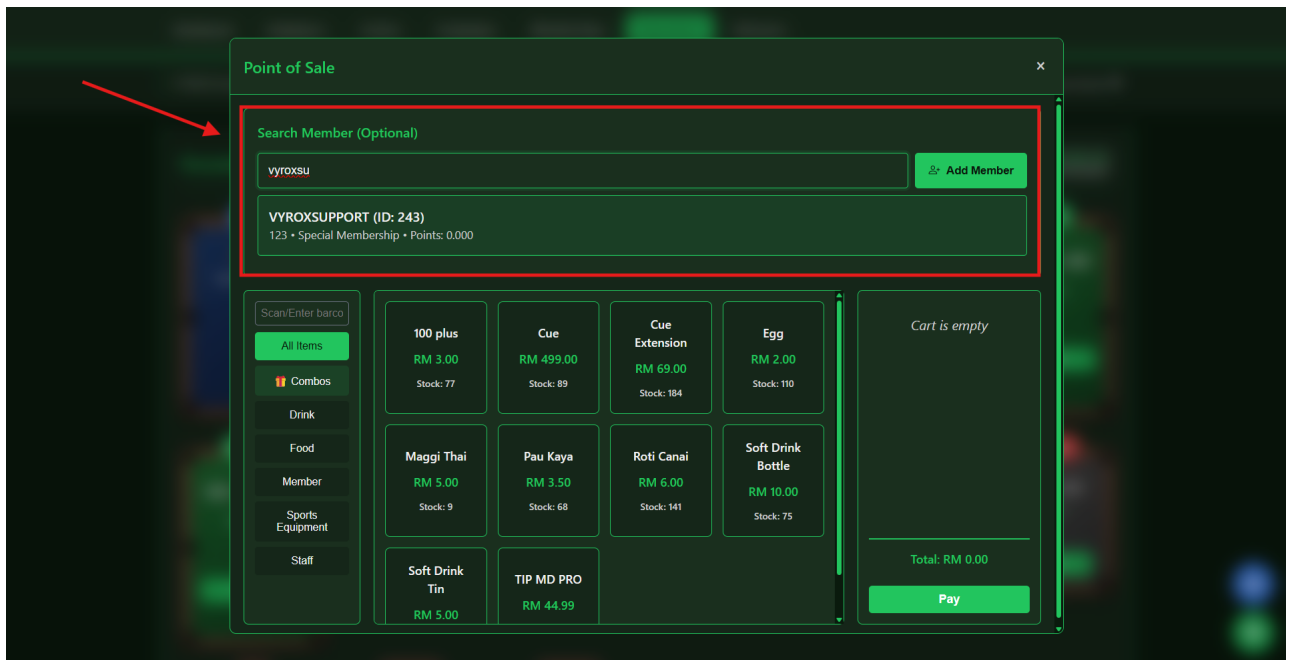 Point of Sale
×
Search Member (Optional)
vyroxsu
Add Member
VYROXSUPPORT (ID: 243)
123 • Special Membership • Points: 0.000
Scan/Enter barco
All Items
Combos
Drink
Food
Member
Sports
Equipment
Staff
100 plus
RM 3.00
Stock: 77
Cue
RM 499.00
Stock: 89
Cue
Extension
RM 69.00
Stock: 184
Egg
RM 2.00
Stock: 110
Maggi Thai
RM 5.00
Stock: 9
Pau Kaya
RM 3.50
Stock: 68
Roti Canai
RM 6.00
Stock: 141
Soft Drink
Bottle
RM 10.00
Stock: 75
Soft Drink
Tin
RM 5.00
TIP MD PRO
RM 44.99
Cart is empty
Total: RM 0.00
Pay